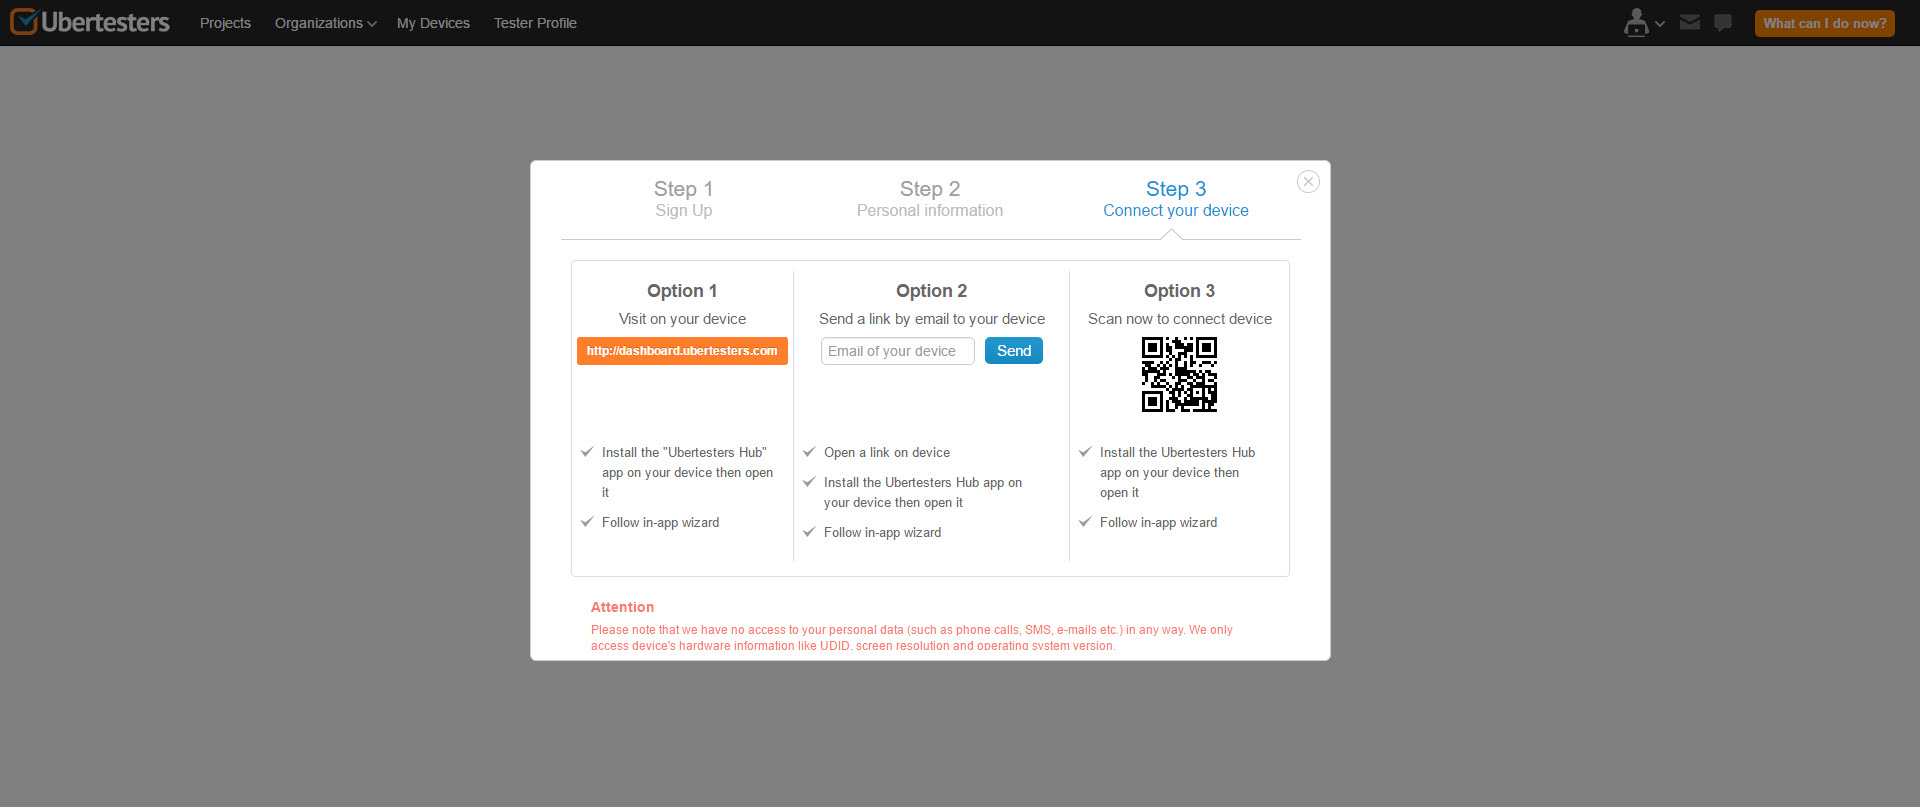 Ubertesters
Projects
Organizations
My Devices
Tester Profile
What can I do now?
Step 1
Sign Up
Step 2
Personal information
Step 3
Connect your device
Option 1
Visit on your device
http://dashboard.ubertesters.com
Install the "Ubertesters Hub"
app on your device then open
it
Follow in-app wizard
Option 2
Send a link by email to your device
Email of your device
Send
Open a link on device
Install the Ubertesters Hub app on
your device then open it
Follow in-app wizard
Option 3
Scan now to connect device
Install the Ubertesters Hub
app on your device then
open it
Follow in-app wizard
Attention
Please note that we have no access to your personal data (such as phone calls, SMS, e-mails etc.) in any way. We only
access device's hardware information like UDID, screen resolution and operating system version.